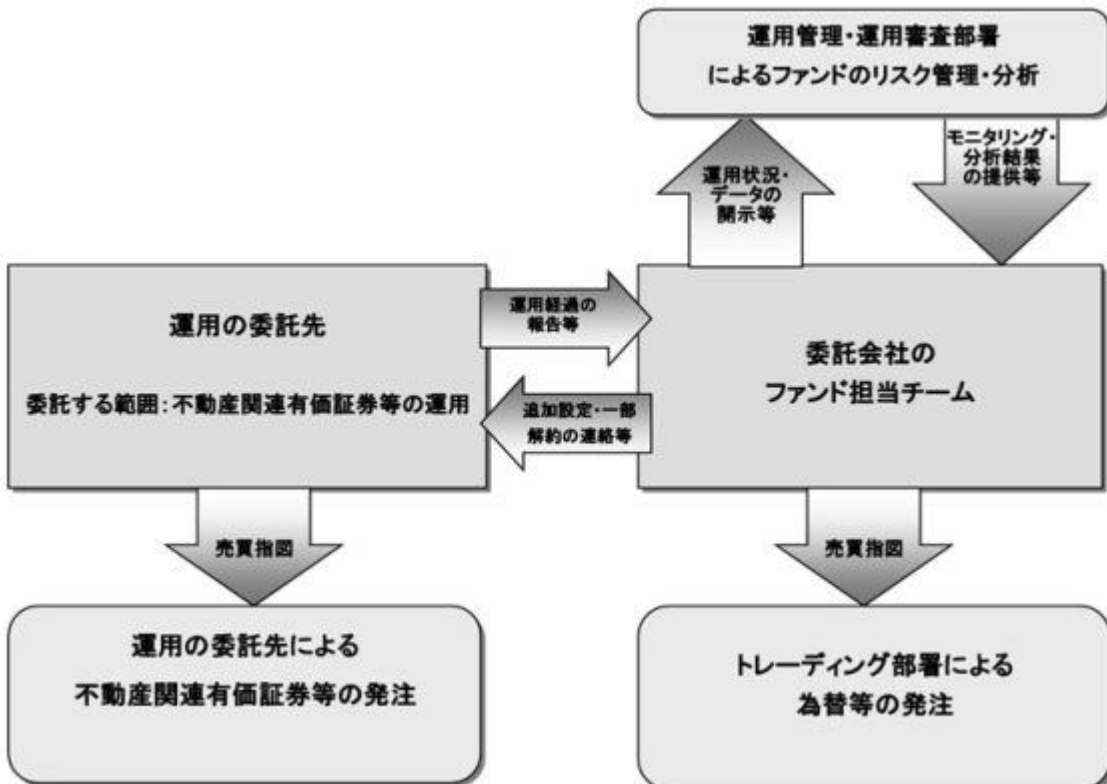 運用管理・運用審査部署
によるファンドのリスク管理・分析
運用状況・
データの
開示等
モニタリング・
分析結果
の提供等
運用の委託先
委託する範囲：不動産関連有価証券等の運用
運用経過の
報告等
追加設定・一部
解約の連絡等
委託会社の
ファンド担当チーム
売買指図
売買指図
運用の委託先による
不動産関連有価証券等の発注
トレーディング部署による
為替等の発注